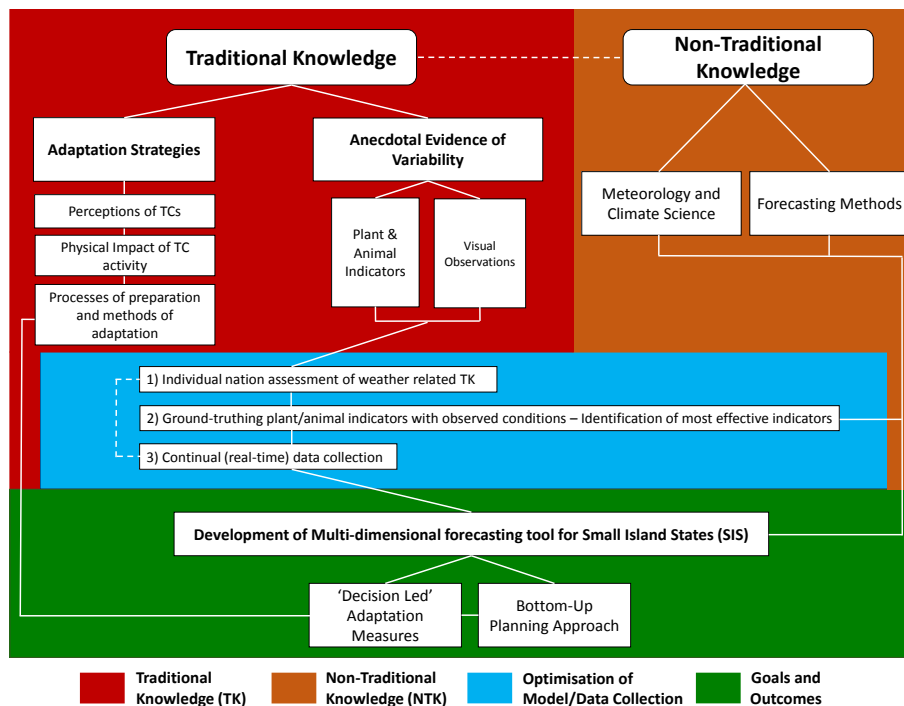 Traditional Knowledge
Non-Traditional
Knowledge
Adaptation Strategies
Anecdotal Evidence of
Variability
Perceptions of TCs
Physical Impact of TC
activity
Processes of preparation
and methods of
adaptation
Plant &
Animal
Indicators
Visual
Observations
Meteorology and
Climate Science
Forecasting Methods
1) Individual nation assessment of weather related TK
2) Ground-truthing plant/animal indicators with observed conditions – Identification of most effective indicators
3) Continual (real-time) data collection
Development of Multi-dimensional forecasting tool for Small Island States (SIS)
‘Decision Led’
Adaptation
Measures
Bottom-Up
Planning Approach
Traditional
Knowledge (TK)
Non-Traditional
Knowledge (NTK)
Optimisation of
Model/Data Collection
Goals and
Outcomes